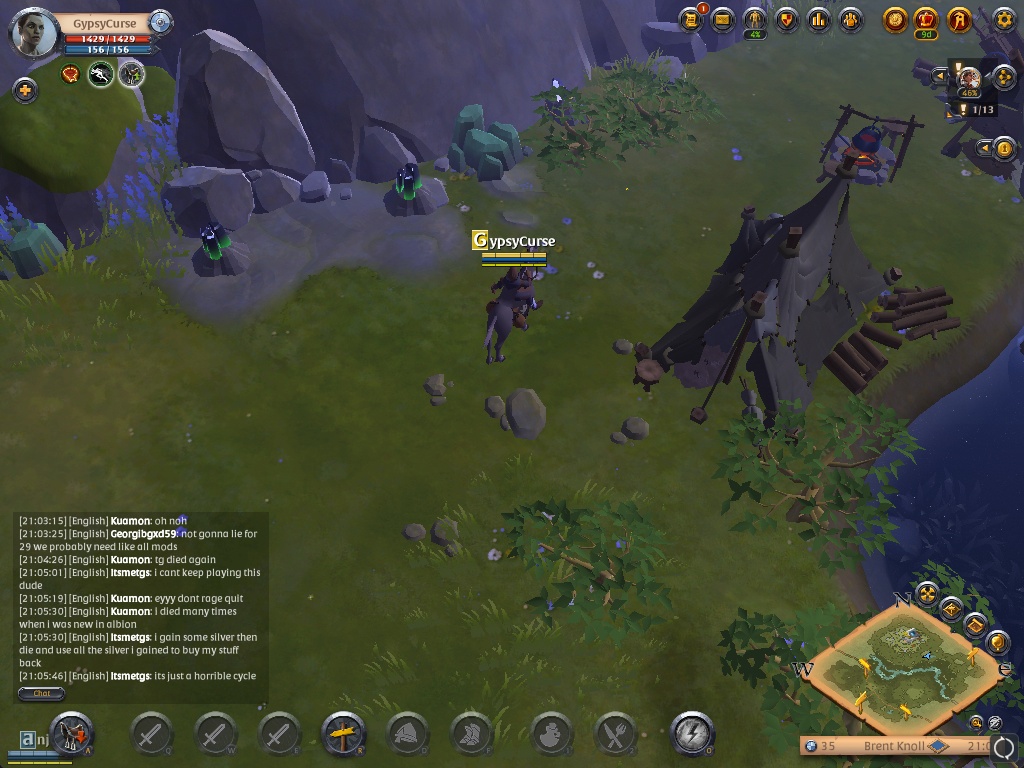 GypsyCurse
1429 / 1429
156 / 156
1
4%
9d
46%
1/13
1
GypsyCurse
[21:03:15] [English] Kuamon: oh noh
[21:03:25] [English] Georgibgxd59: not gonna lie for
29 we probably need like all mods
[21:04:26] [English] Kuamon: tg died again
[21:05:01] [English] Itsmetgs: i cant keep playing this
dude
[21:05:19] [English] Kuamon: eyyy dont rage quit
[21:05:30] [English] Kuamon: i died many times
when i was new in albion
[21:05:30] [English] Itsmetgs: i gain some silver then
die and use all the silver i gained to buy my stuff
back
[21:05:46] [English] Itsmetgs: its just a horrible cycle
Chat
N
W
E
A
Q
W
E
R
D
F
35
Brent Knoll